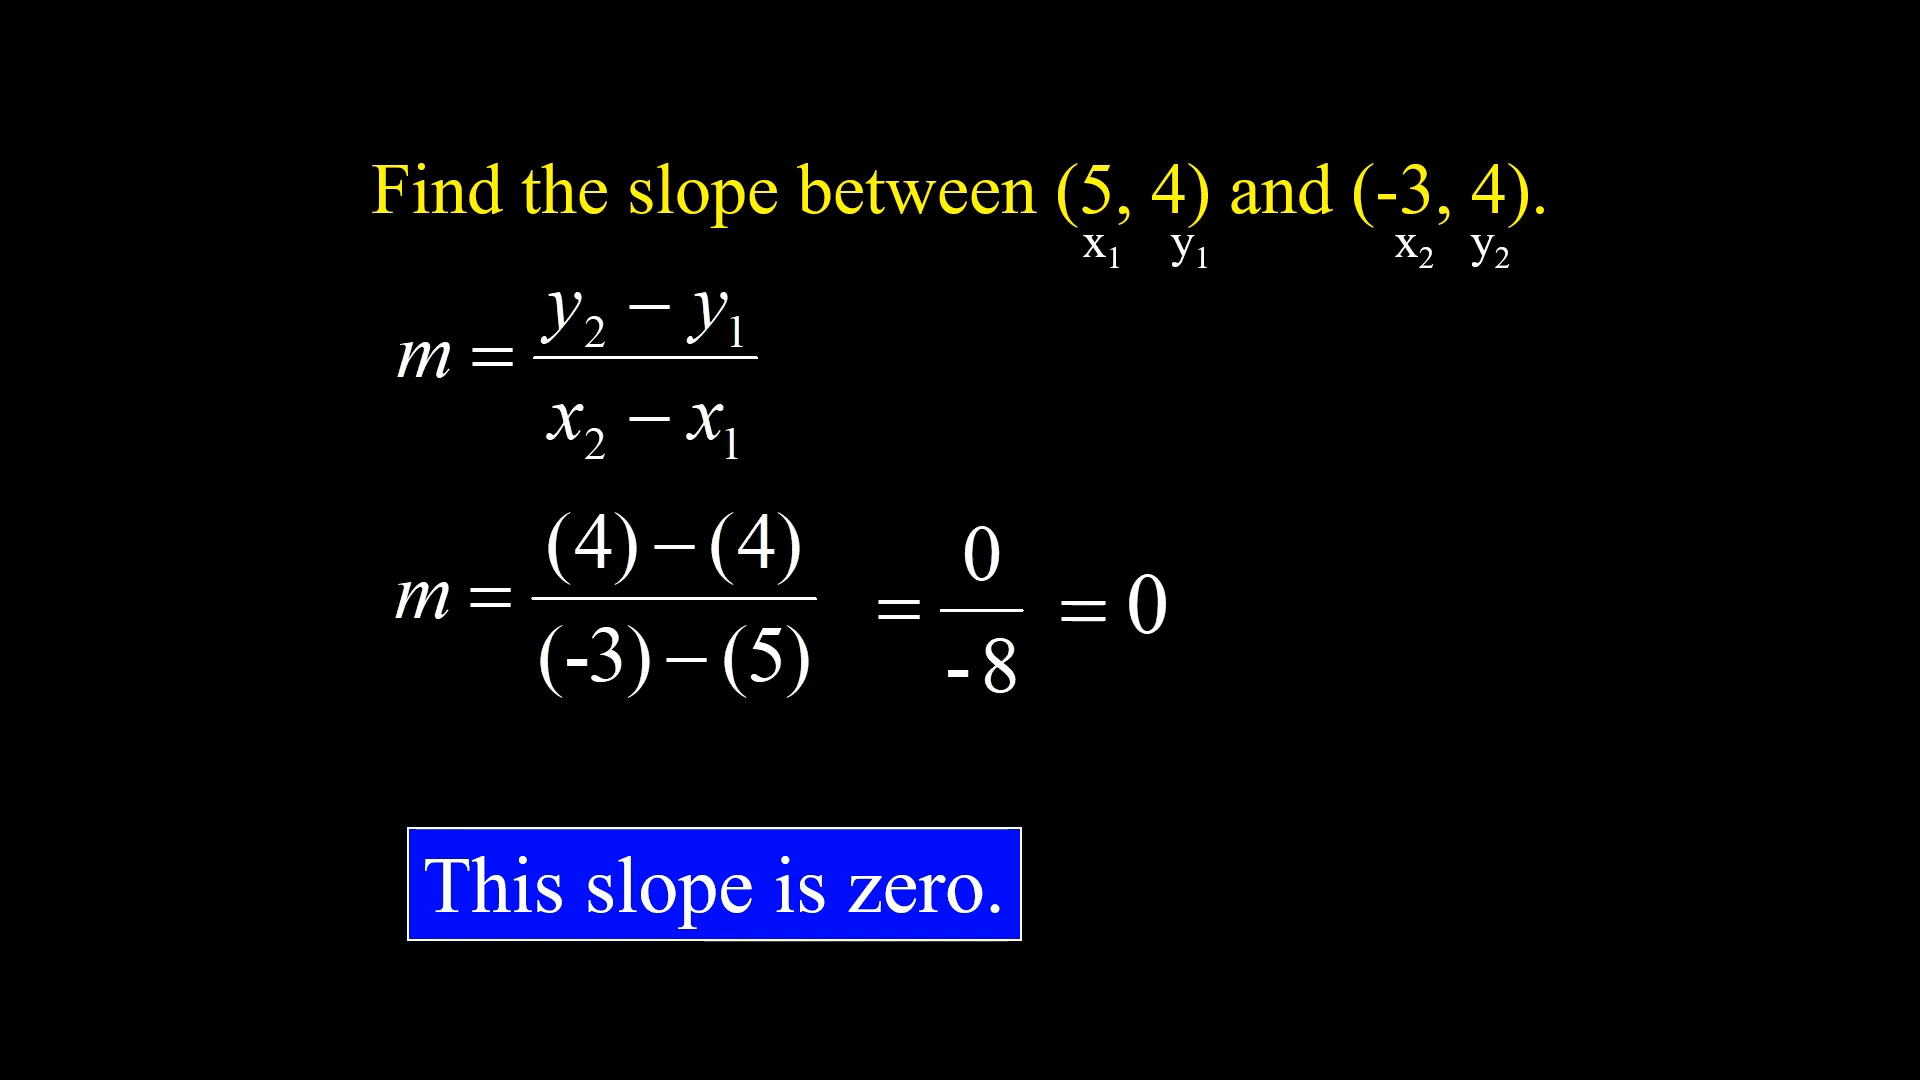 Find the slope between (5, 4) and (-3, 4).
x₁ y₁ x₂ y₂
m = (y₂ − y₁) / (x₂ − x₁)
m = ((4) − (4)) / ((-3) − (5)) = 0 / -8 = 0
This slope is zero.